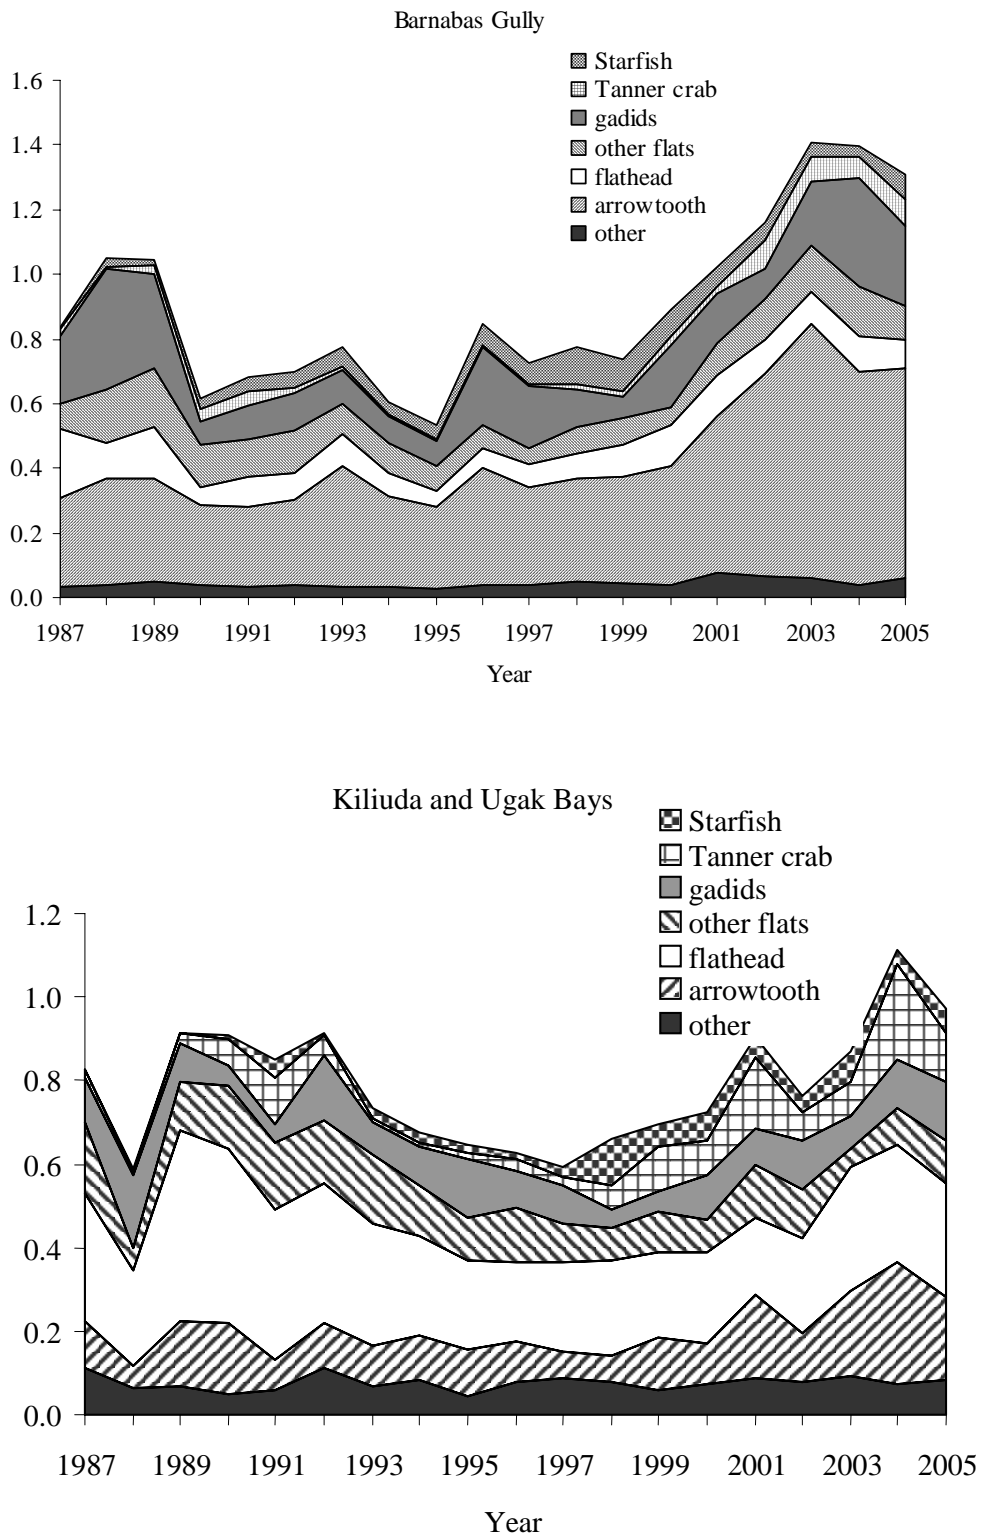 Barnabas Gully
Starfish
Tanner crab
gadids
other flats
flathead
arrowtooth
other
1.6
1.4
1.2
1.0
0.8
0.6
0.4
0.2
0.0
1987 1989 1991 1993 1995 1997 1999 2001 2003 2005
Year
Kiliuda and Ugak Bays
Starfish
Tanner crab
gadids
other flats
flathead
arrowtooth
other
1.2
1.0
0.8
0.6
0.4
0.2
0.0
1987 1989 1991 1993 1995 1997 1999 2001 2003 2005
Year